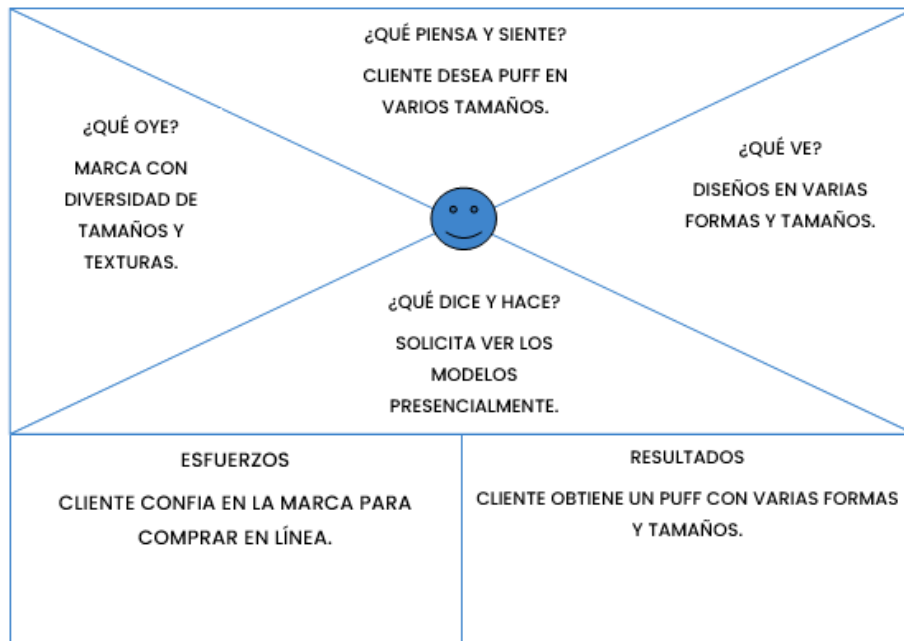 ¿QUÉ PIENSA Y SIENTE?
CLIENTE DESEA PUFF EN
VARIOS TAMAÑOS.
¿QUÉ OYE?
MARCA CON
DIVERSIDAD DE
TAMAÑOS Y
TEXTURAS.
¿QUÉ VE?
DISEÑOS EN VARIAS
FORMAS Y TAMAÑOS.
¿QUÉ DICE Y HACE?
SOLICITA VER LOS
MODELOS
PRESENCIALMENTE.
ESFUERZOS
CLIENTE CONFIA EN LA MARCA PARA
COMPRAR EN LÍNEA.
RESULTADOS
CLIENTE OBTIENE UN PUFF CON VARIAS FORMAS
Y TAMAÑOS.